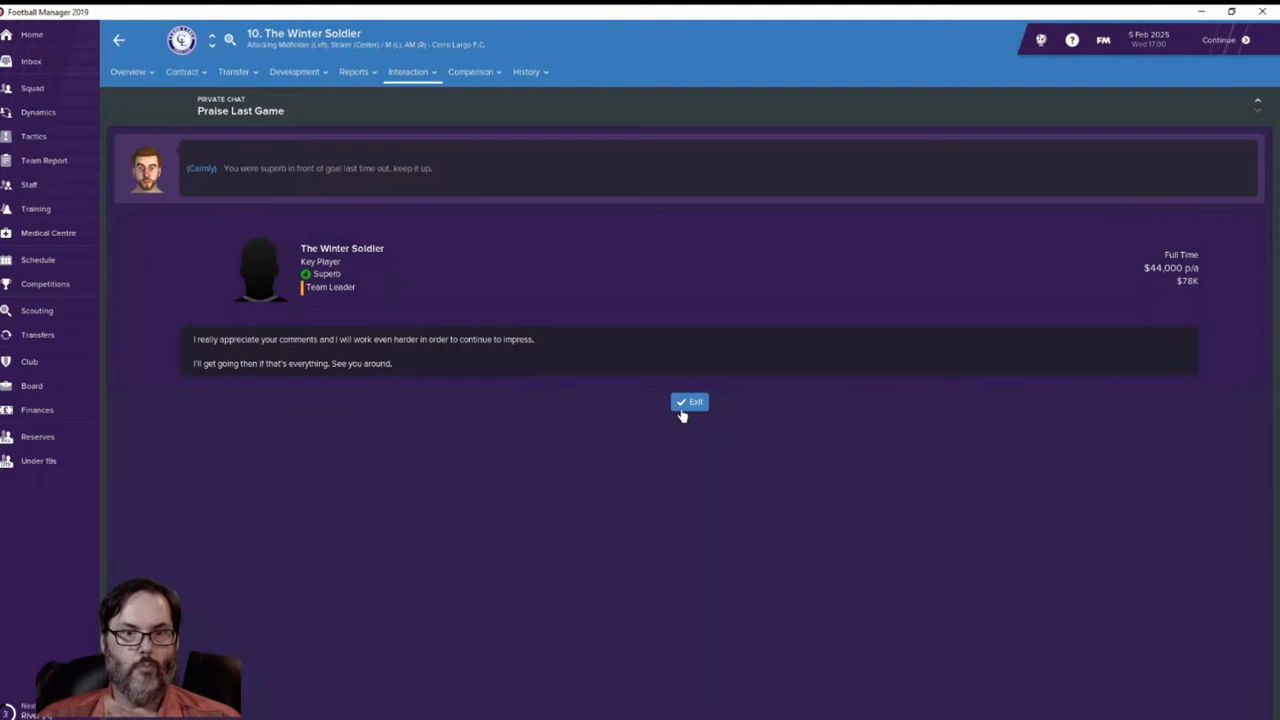 Football Manager 2019
Home
Inbox
Squad
Dynamics
Tactics
Team Report
Staff
Training
Medical Centre
Schedule
Competitions
Scouting
Transfers
Club
Board
Finances
Reserves
Under 19s
10. The Winter Soldier
Attacking Midfielder (Left), Striker (Center) / M (L), AM (R) - Cerro Largo F.C.
FM
5 Feb 2025
Wed 17:00
Continue
Overview Contract Transfer Development Reports Interaction Comparison History
PRIVATE CHAT
Praise Last Game
(Calmly) You were superb in front of goal last time out, keep it up.
The Winter Soldier
Key Player
Superb
Team Leader
Full Time
$44,000 p/a
$78K
I really appreciate your comments and I will work even harder in order to continue to impress.
I'll get going then if that's everything. See you around.
Exit
3